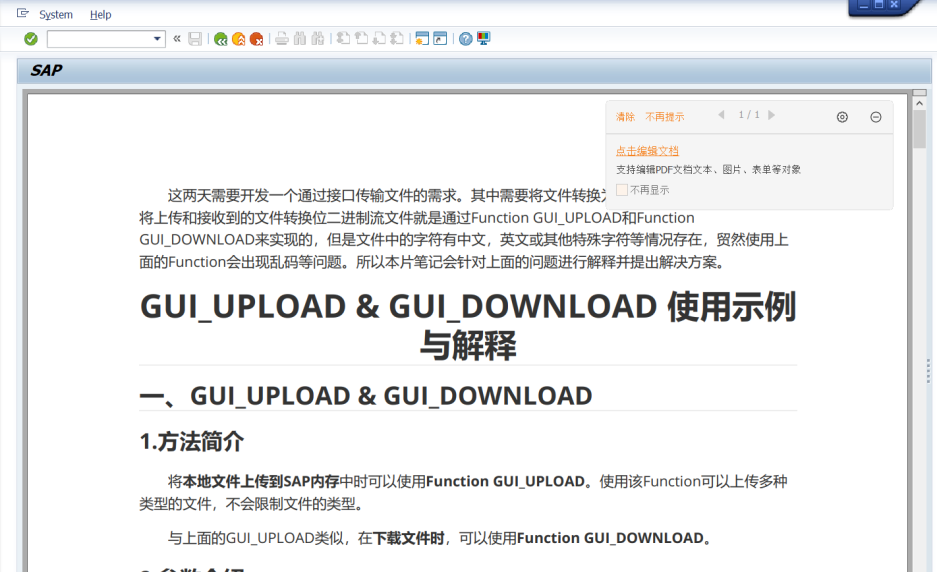 System Help
SAP
清除 不再提示 1 / 1
点击编辑文档
支持编辑PDF文档文本、图片、表单等对象
不再显示
这两天需要开发一个通过接口传输文件的需求。其中需要将文件转换为
将上传和接收到的文件转换位二进制流文件就是通过Function GUI_UPLOAD和Function
GUI_DOWNLOAD来实现的，但是文件中的字符有中文，英文或其他特殊字符等情况存在，贸然使用上
面的Function会出现乱码等问题。所以本片笔记会针对上面的问题进行解释并提出解决方案。
GUI_UPLOAD & GUI_DOWNLOAD 使用示例
与解释
一、GUI_UPLOAD & GUI_DOWNLOAD
1.方法简介
将本地文件上传到SAP内存中时可以使用Function GUI_UPLOAD。使用该Function可以上传多种
类型的文件，不会限制文件的类型。
与上面的GUI_UPLOAD类似，在下载文件时，可以使用Function GUI_DOWNLOAD。